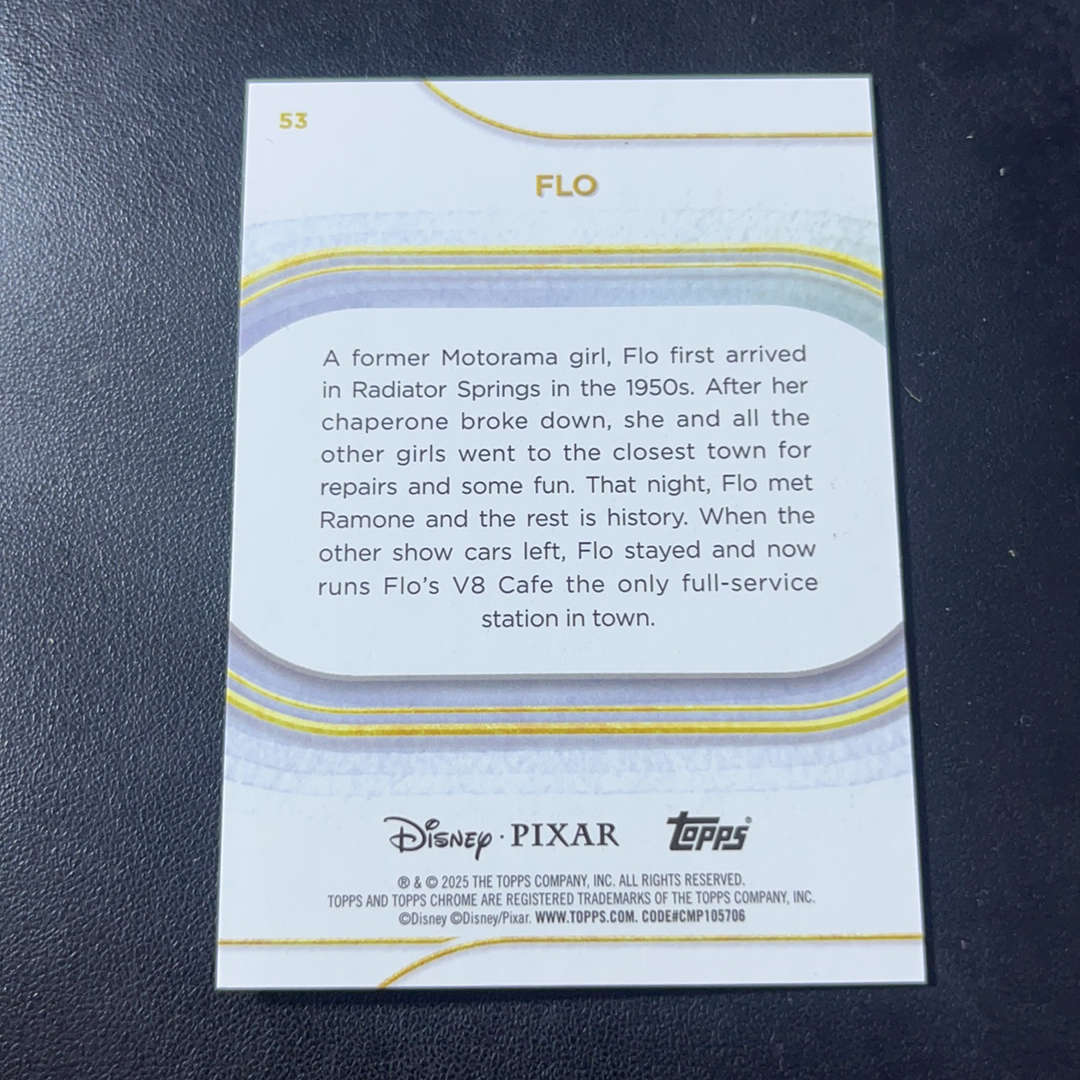 53
FLO
A former Motorama girl, Flo first arrived
in Radiator Springs in the 1950s. After her
chaperone broke down, she and all the
other girls went to the closest town for
repairs and some fun. That night, Flo met
Ramone and the rest is history. When the
other show cars left, Flo stayed and now
runs Flo's V8 Cafe the only full-service
station in town.
Disney · PIXAR topps®
® & © 2025 THE TOPPS COMPANY, INC. ALL RIGHTS RESERVED.
TOPPS AND TOPPS CHROME ARE REGISTERED TRADEMARKS OF THE TOPPS COMPANY, INC.
©Disney ©Disney/Pixar. WWW.TOPPS.COM. CODE#CMP105706